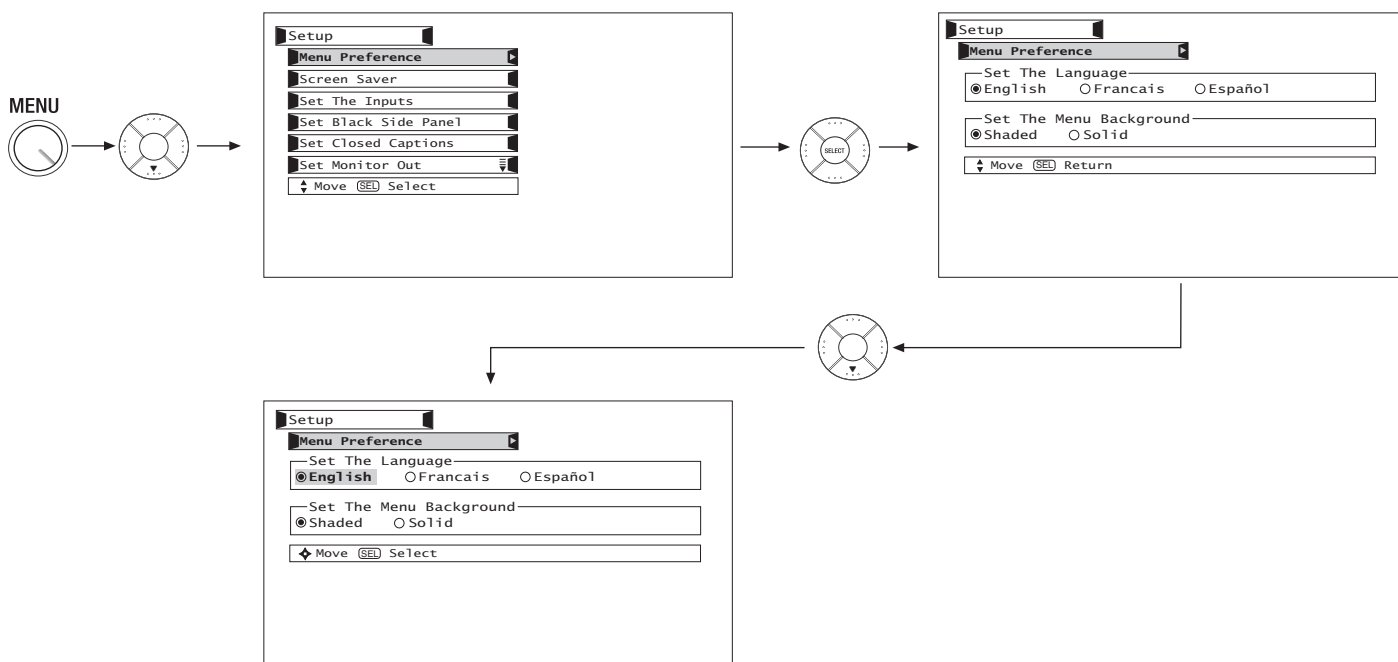 MENU
Setup
Menu Preference
Screen Saver
Set The Inputs
Set Black Side Panel
Set Closed Captions
Set Monitor Out
Move SEL Select
SELECT
Setup
Menu Preference
Set The Language
English Francais Español
Set The Menu Background
Shaded Solid
Move SEL Return
Setup
Menu Preference
Set The Language
English Francais Español
Set The Menu Background
Shaded Solid
Move SEL Select